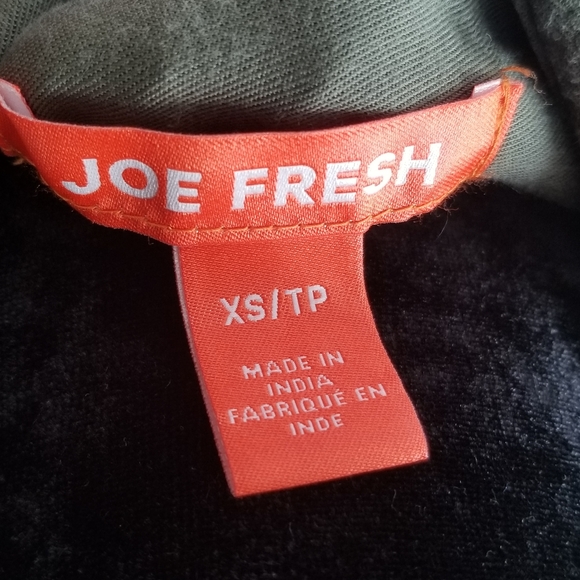 JOE FRESH
XS/TP
MADE IN
INDIA
FABRIQUÉ EN
INDE